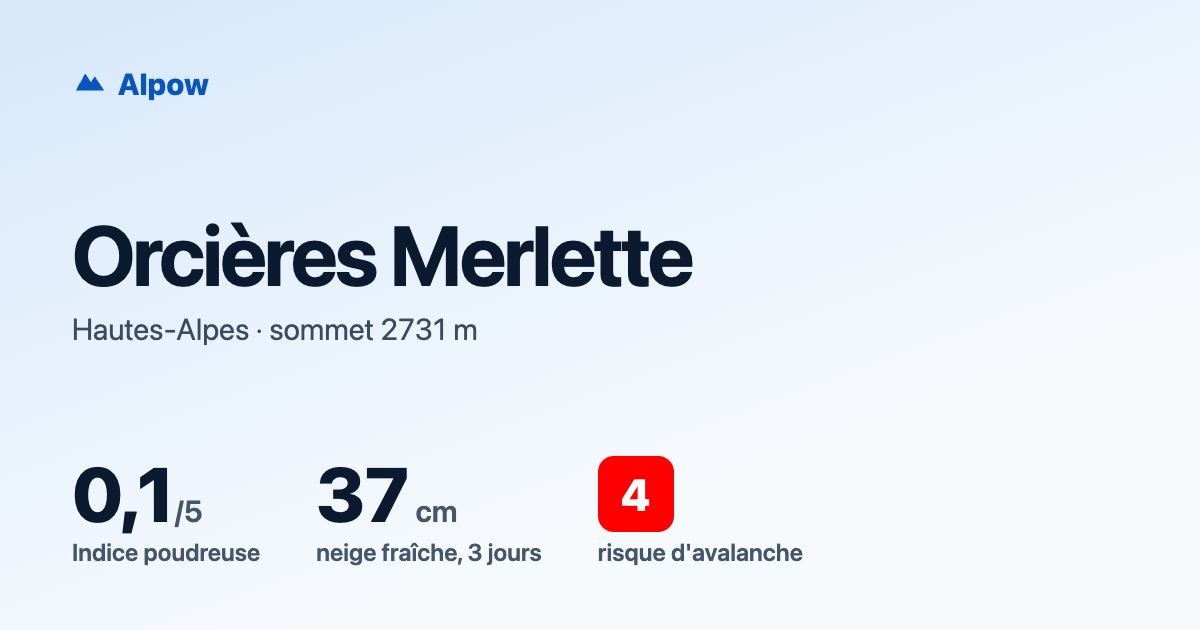 Alpow
Orcières Merlette
Hautes-Alpes · sommet 2731 m
0,1/5 37 cm 4
Indice poudreuse neige fraîche, 3 jours risque d'avalanche